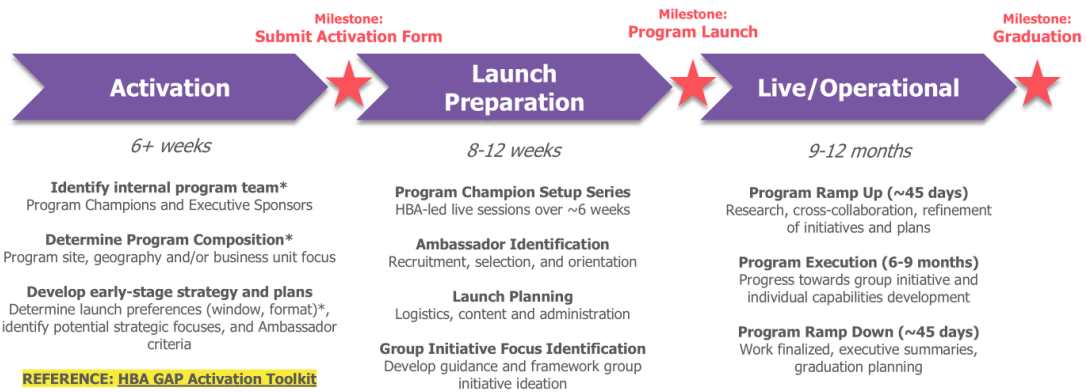 Milestone:
Submit Activation Form
Milestone:
Program Launch
Milestone:
Graduation
Activation
Launch
Preparation
Live/Operational
6+ weeks
8-12 weeks
9-12 months
Identify internal program team*
Program Champions and Executive Sponsors
Determine Program Composition*
Program site, geography and/or business unit focus
Develop early-stage strategy and plans
Determine launch preferences (window, format)*,
identify potential strategic focuses, and Ambassador
criteria
REFERENCE: HBA GAP Activation Toolkit
Program Champion Setup Series
HBA-led live sessions over ~6 weeks
Ambassador Identification
Recruitment, selection, and orientation
Launch Planning
Logistics, content and administration
Group Initiative Focus Identification
Develop guidance and framework group
initiative ideation
Program Ramp Up (~45 days)
Research, cross-collaboration, refinement
of initiatives and plans
Program Execution (6-9 months)
Progress towards group initiative and
individual capabilities development
Program Ramp Down (~45 days)
Work finalized, executive summaries,
graduation planning